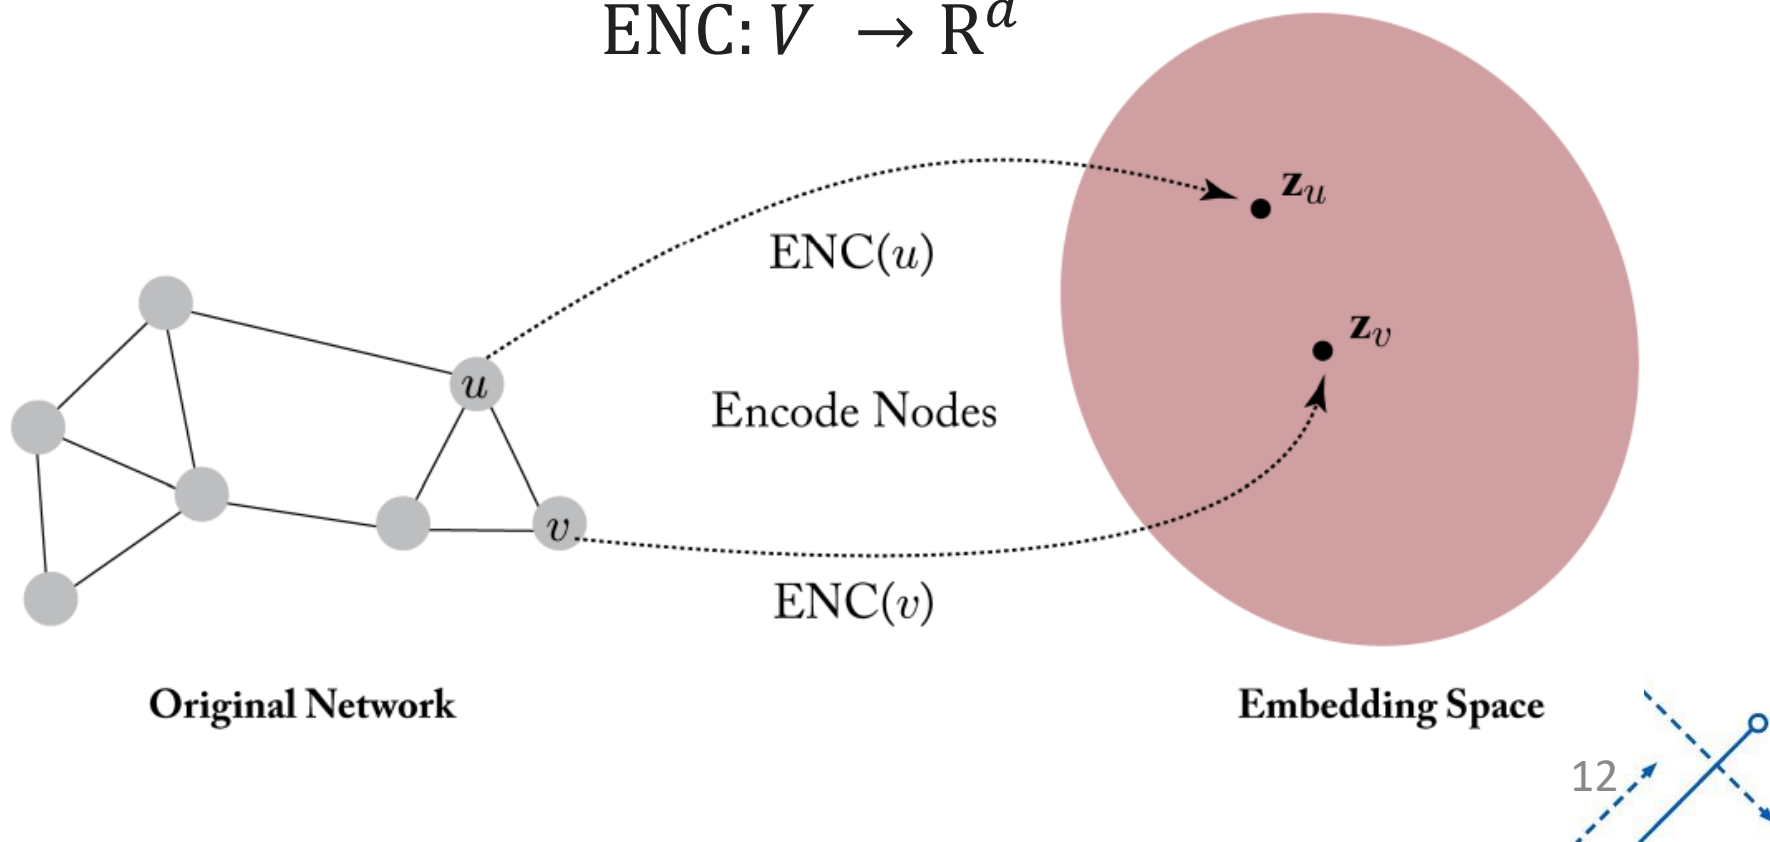 ENC: V → R^d
z_u
ENC(u)
z_v
u
Encode Nodes
v
ENC(v)
Original Network
Embedding Space
12